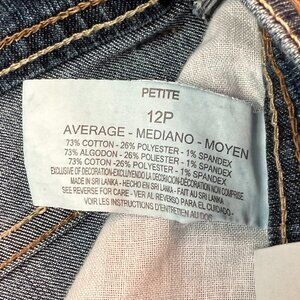 PETITE
12P
AVERAGE - MEDIANO - MOYEN
73% COTTON - 26% POLYESTER - 1% SPANDEX
73% ALGODON - 26% POLYESTER - 1% SPANDEX
73% COTON - 26% POLYESTER - 1% SPANDEX
EXCLUSIVE OF DECORATION-EXCLUYENDO LA DECORACION-DÉCORATION NON COMPRISE
MADE IN SRI LANKA - HECHO EN SRI LANKA - FAIT AU SRI LANKA
SEE REVERSE FOR CARE - VEA REVERSO PARA EL CUIDADO
VOIR LES INSTRUCTIONS D'ENTRETIEN AU DOS